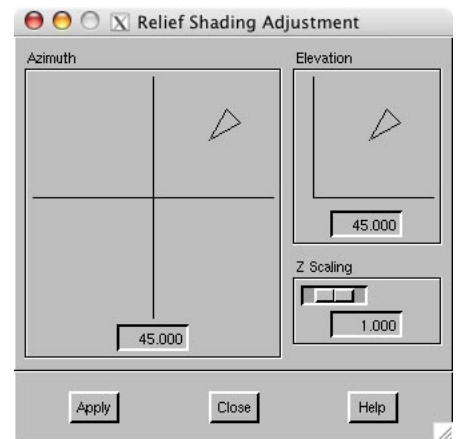 Relief Shading Adjustment
Azimuth
45.000
Elevation
45.000
Z Scaling
1.000
Apply
Close
Help